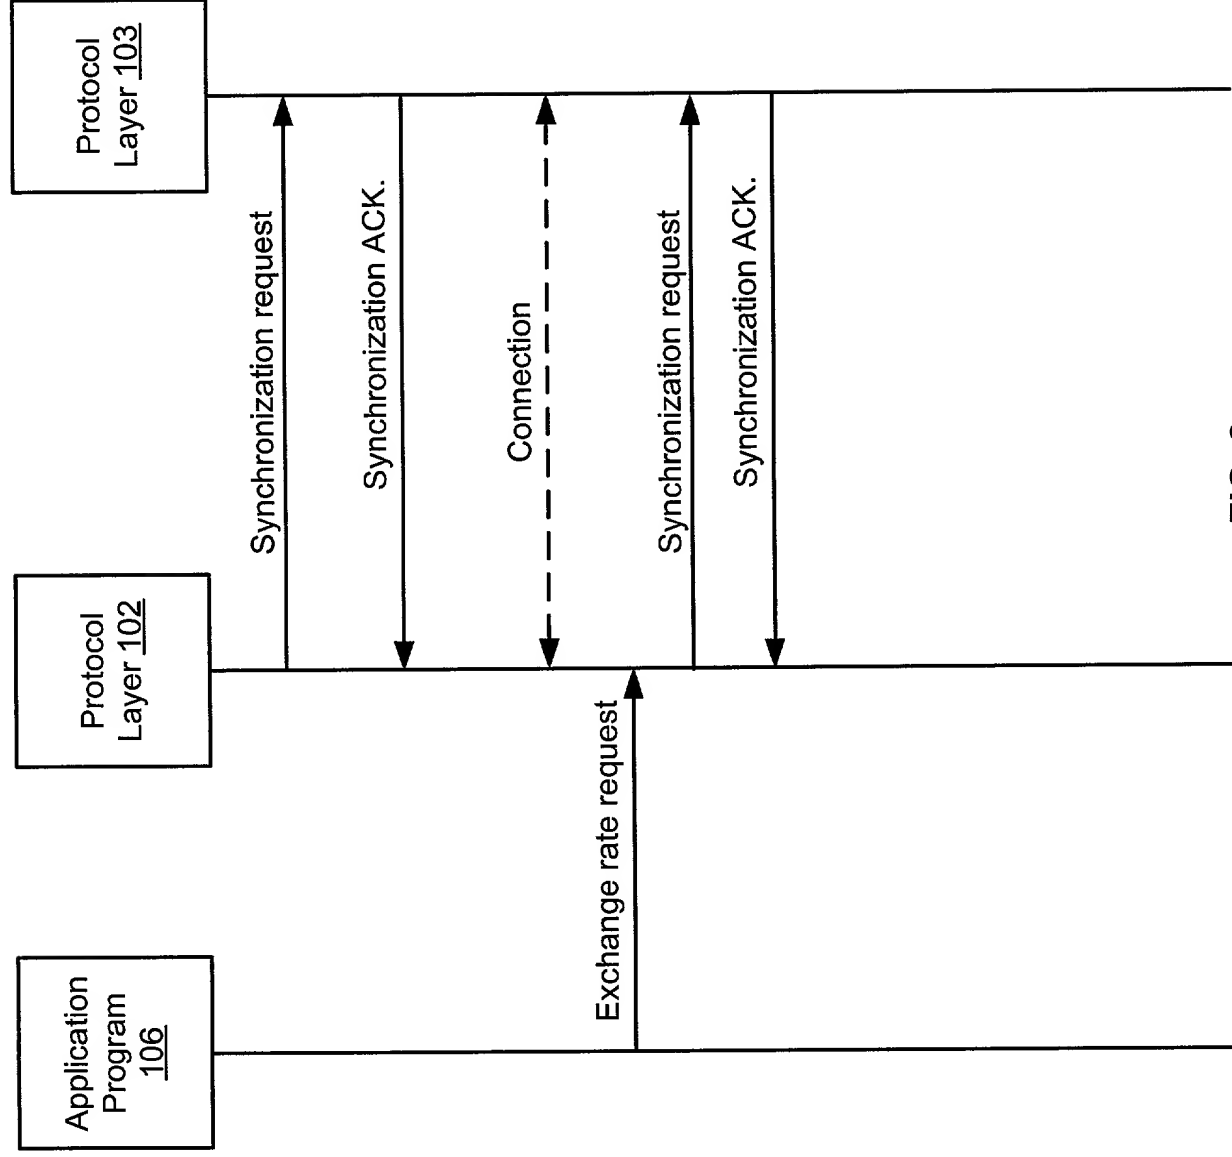 Application
Program
106
Protocol
Layer 102
Protocol
Layer 103
Synchronization request
Synchronization ACK.
Connection
Exchange rate request
Synchronization request
Synchronization ACK.